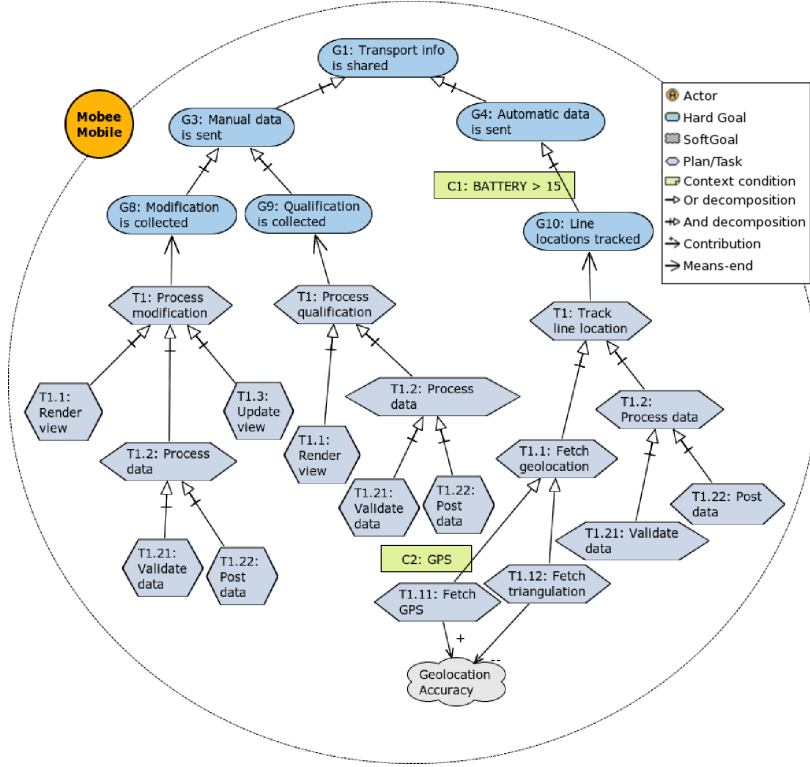 G1: Transport info
is shared
Mobee
Mobile
G3: Manual data
is sent
G4: Automatic data
is sent
Actor
Hard Goal
SoftGoal
Plan/Task
Context condition
Or decomposition
And decomposition
Contribution
Means-end
C1: BATTERY > 15
G8: Modification
is collected
G9: Qualification
is collected
G10: Line
locations tracked
T1: Process
modification
T1: Process
qualification
T1: Track
line location
T1.1:
Render
view
T1.3:
Update
view
T1.2: Process
data
T1.2:
Process data
T1.2: Process
data
T1.1:
Render
view
T1.1: Fetch
geolocation
T1.21:
Validate
data
T1.22:
Post
data
T1.22: Post
data
T1.21: Validate
data
T1.21:
Validate
data
T1.22:
Post
data
C2: GPS
T1.11: Fetch
GPS
T1.12: Fetch
triangulation
+
--
Geolocation
Accuracy